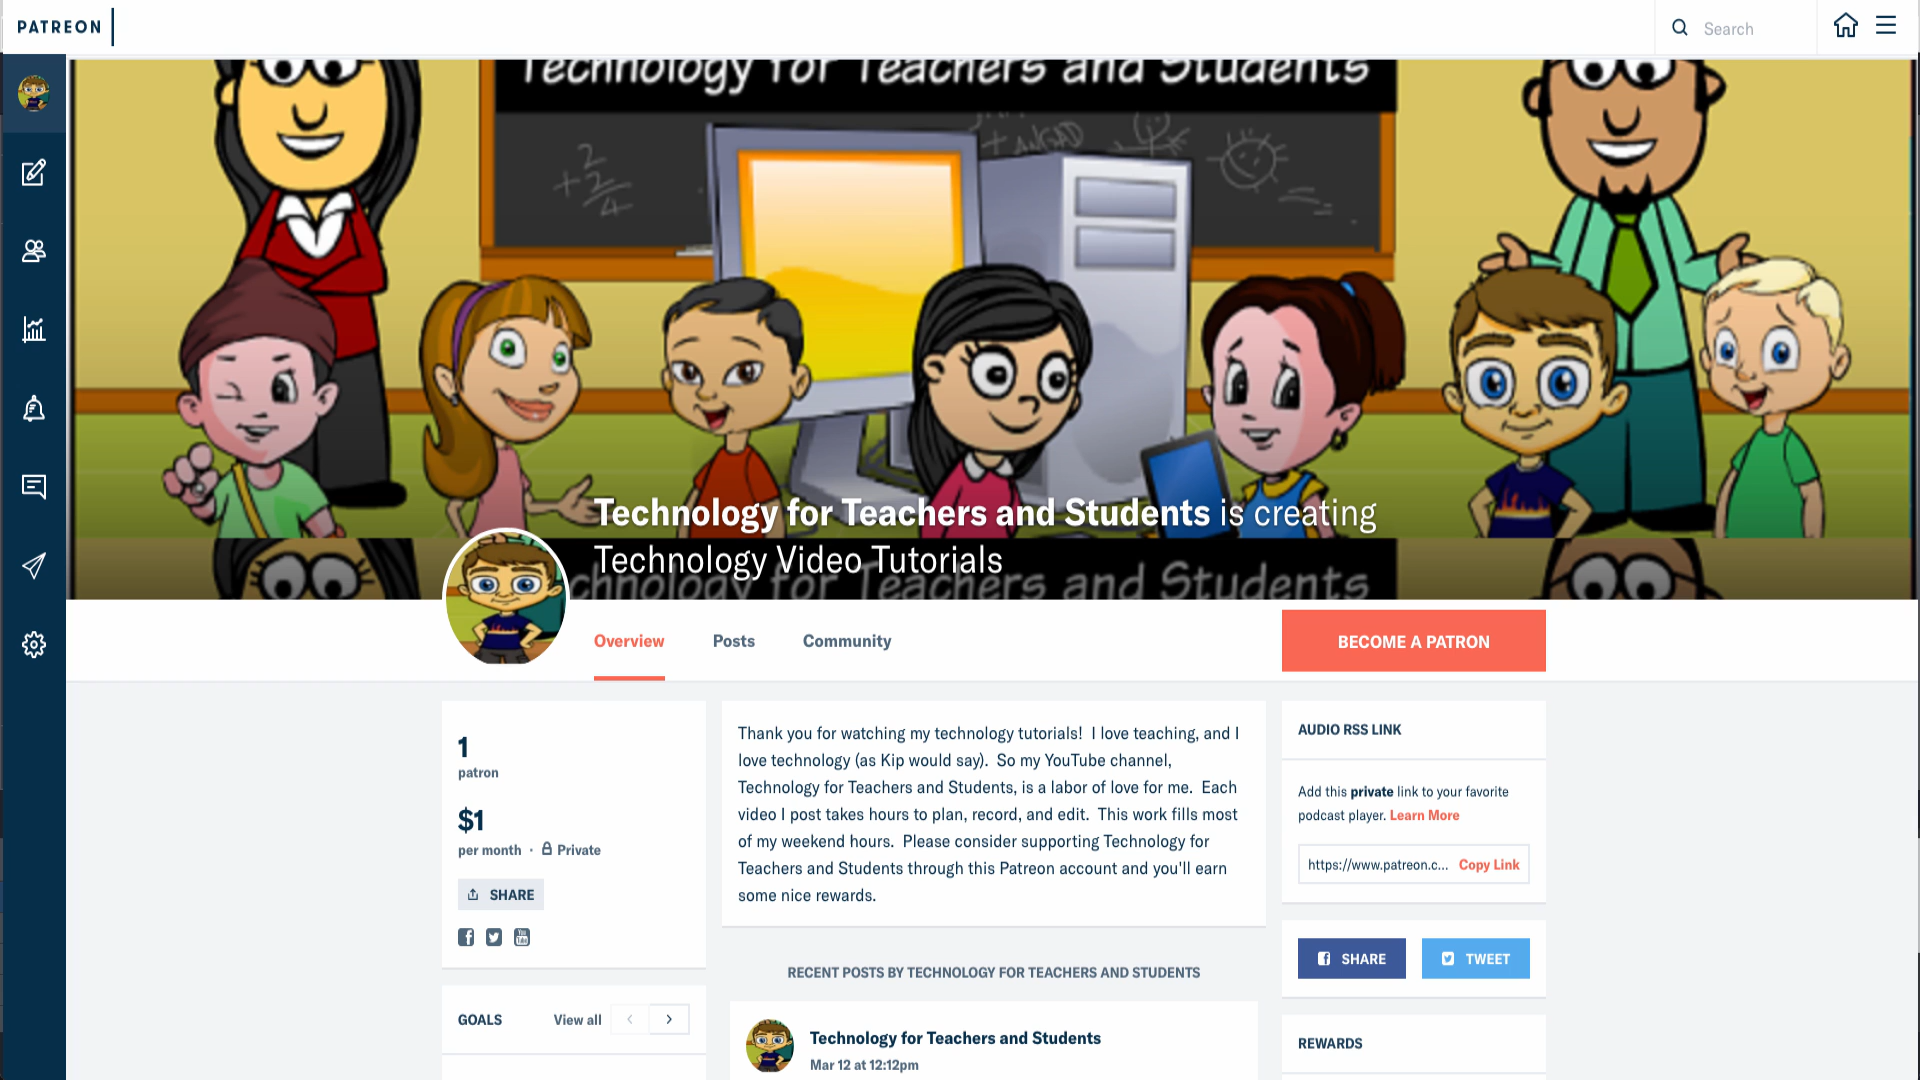 PATREON
Search
Technology for Teachers and Students
2
+2
4
Technology for Teachers and Students is creating
Technology Video Tutorials
Teachers and Students
Overview
Posts
Community
BECOME A PATRON
1
patron
$1
per month · Private
SHARE
Thank you for watching my technology tutorials! I love teaching, and I
love technology (as Kip would say). So my YouTube channel,
Technology for Teachers and Students, is a labor of love for me. Each
video I post takes hours to plan, record, and edit. This work fills most
of my weekend hours. Please consider supporting Technology for
Teachers and Students through this Patreon account and you'll earn
some nice rewards.
AUDIO RSS LINK
Add this private link to your favorite
podcast player. Learn More
https://www.patreon.c... Copy Link
SHARE
TWEET
RECENT POSTS BY TECHNOLOGY FOR TEACHERS AND STUDENTS
GOALS
View all
Technology for Teachers and Students
Mar 12 at 12:12pm
REWARDS